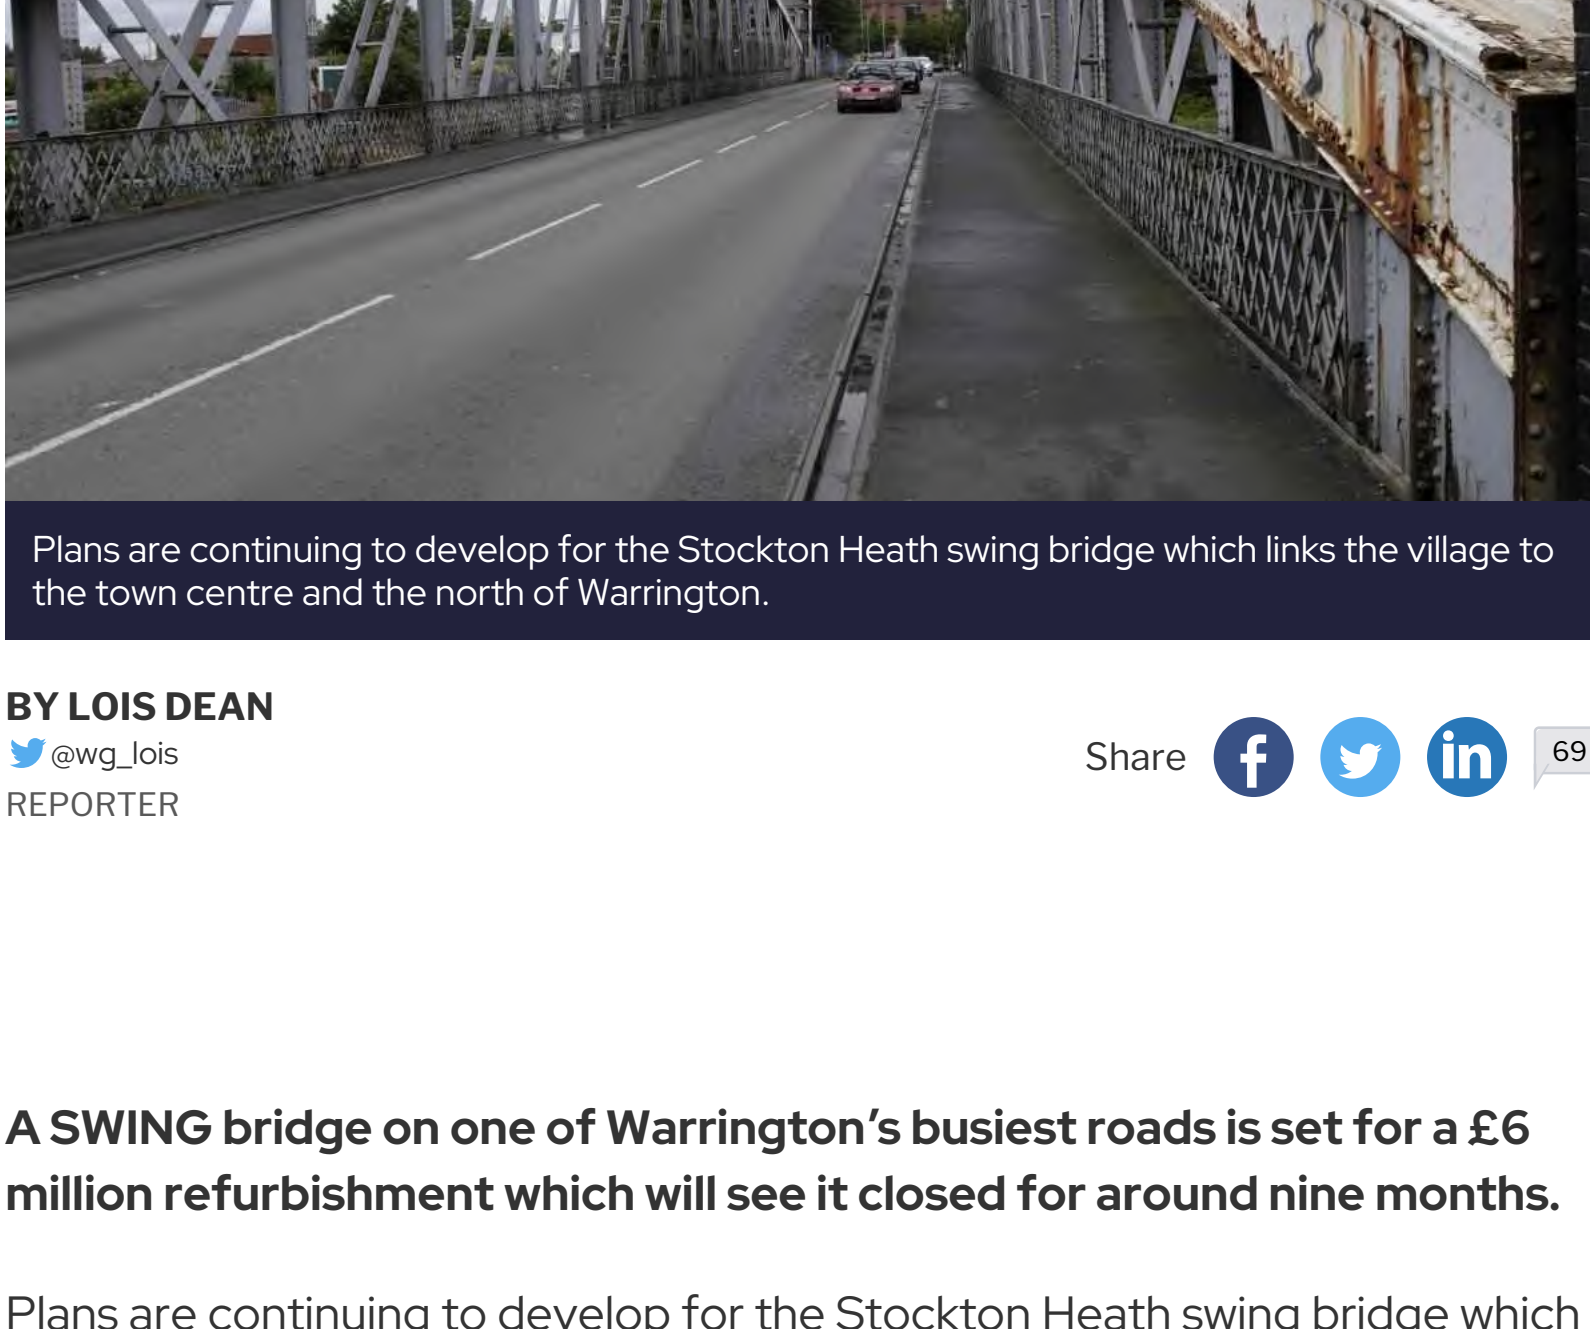 Plans are continuing to develop for the Stockton Heath swing bridge which links the village to
the town centre and the north of Warrington.
BY LOIS DEAN
@wg_lois
REPORTER
Share
69
A SWING bridge on one of Warrington’s busiest roads is set for a £6
million refurbishment which will see it closed for around nine months.
Plans are continuing to develop for the Stockton Heath swing bridge which